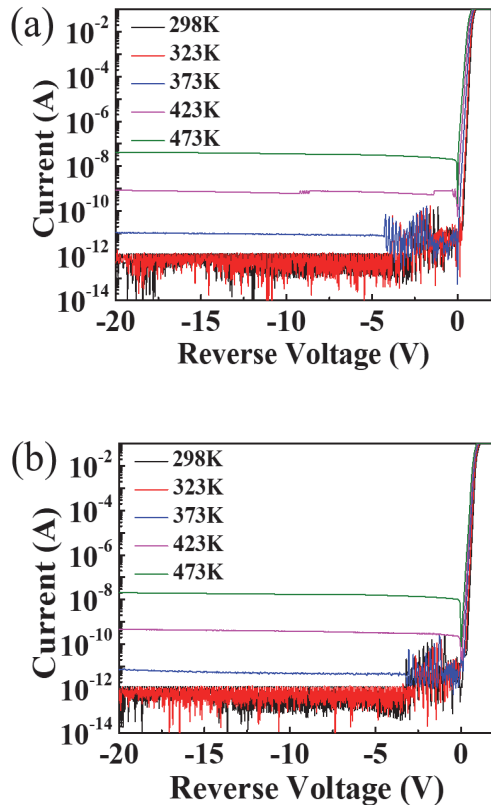 (a)
298K
323K
373K
423K
473K
10⁻²
10⁻⁴
10⁻⁶
10⁻⁸
10⁻¹⁰
10⁻¹²
10⁻¹⁴
Current (A)
-20 -15 -10 -5 0
Reverse Voltage (V)
(b)
298K
323K
373K
423K
473K
10⁻²
10⁻⁴
10⁻⁶
10⁻⁸
10⁻¹⁰
10⁻¹²
10⁻¹⁴
Current (A)
-20 -15 -10 -5 0
Reverse Voltage (V)